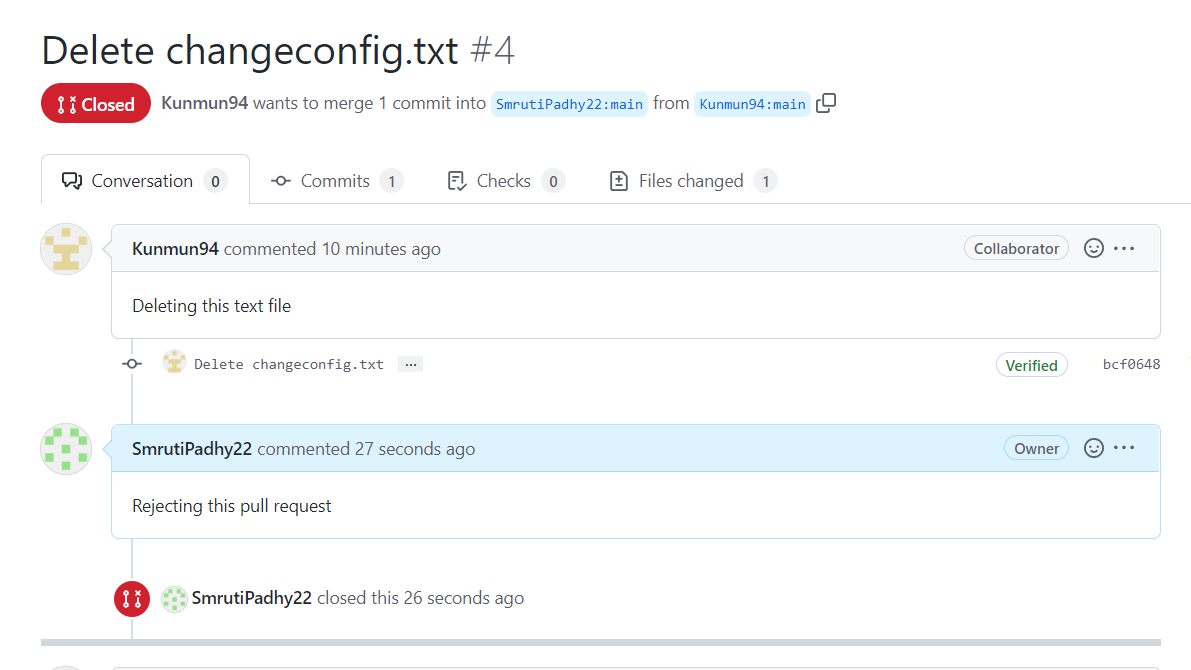 Delete changeconfig.txt #4
Closed Kunmun94 wants to merge 1 commit into SmrutiPadhy22:main from Kunmun94:main
Conversation 0 Commits 1 Checks 0 Files changed 1
Kunmun94 commented 10 minutes ago Collaborator ...
Deleting this text file
Delete changeconfig.txt ... Verified bcf0648
SmrutiPadhy22 commented 27 seconds ago Owner ...
Rejecting this pull request
SmrutiPadhy22 closed this 26 seconds ago